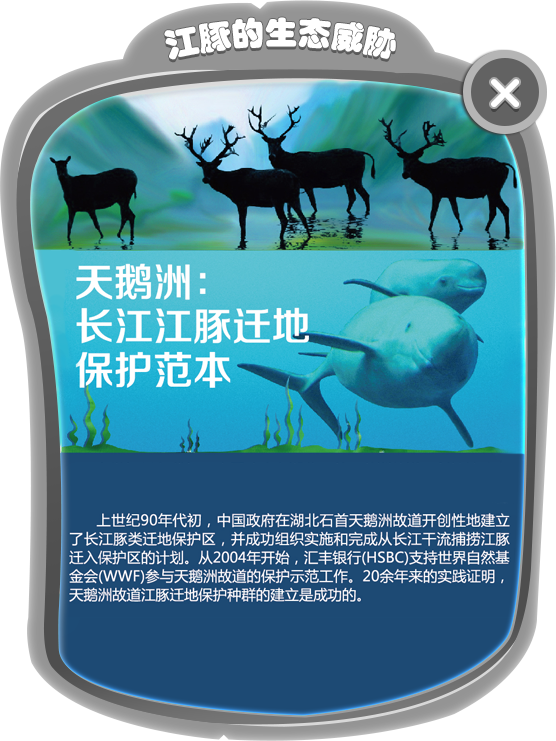 江豚的生态威胁
天鹅洲：
长江江豚迁地
保护范本
上世纪90年代初，中国政府在湖北石首天鹅洲故道开创性地建立
了长江豚类迁地保护区，并成功组织实施和完成从长江干流捕捞江豚
迁入保护区的计划。从2004年开始，汇丰银行(HSBC)支持世界自然基
金会(WWF)参与天鹅洲故道的保护示范工作。20余年来的实践证明，
天鹅洲故道江豚迁地保护种群的建立是成功的。